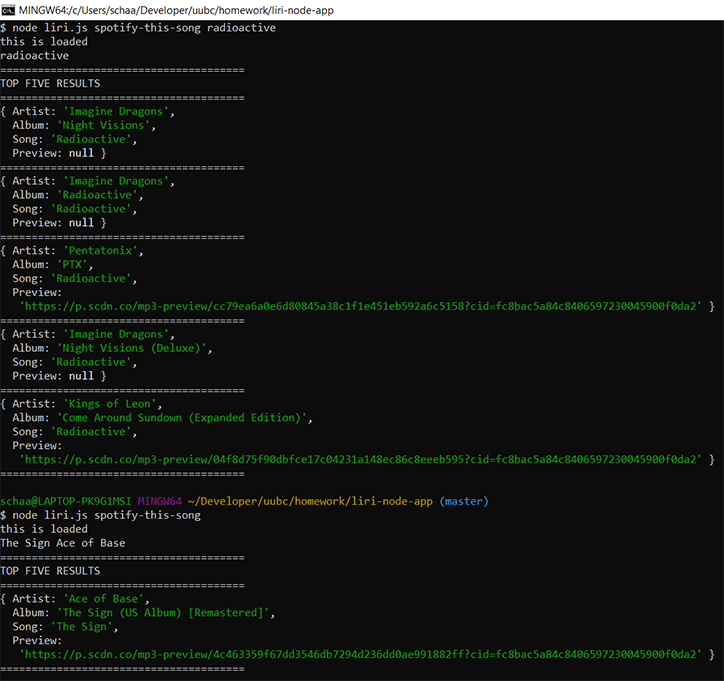 MINGW64:/c/Users/schaa/Developer/uubc/homework/liri-node-app
$ node liri.js spotify-this-song radioactive
this is loaded
radioactive
=======================================
TOP FIVE RESULTS
=======================================
{ Artist: 'Imagine Dragons',
  Album: 'Night Visions',
  Song: 'Radioactive',
  Preview: null }
=======================================
{ Artist: 'Imagine Dragons',
  Album: 'Radioactive',
  Song: 'Radioactive',
  Preview: null }
=======================================
{ Artist: 'Pentatonix',
  Album: 'PTX',
  Song: 'Radioactive',
  Preview:
   'https://p.scdn.co/mp3-preview/cc79ea6a0e6d80845a38c1f1e451eb592a6c5158?cid=fc8bac5a84c8406597230045900f0da2' }
=======================================
{ Artist: 'Imagine Dragons',
  Album: 'Night Visions (Deluxe)',
  Song: 'Radioactive',
  Preview: null }
=======================================
{ Artist: 'Kings of Leon',
  Album: 'Come Around Sundown (Expanded Edition)',
  Song: 'Radioactive',
  Preview:
   'https://p.scdn.co/mp3-preview/04f8d75f90dbfce17c04231a148ec86c8eeeb595?cid=fc8bac5a84c8406597230045900f0da2' }
=======================================
schaa@LAPTOP-PK9G1MSI MINGW64 ~/Developer/uubc/homework/liri-node-app (master)
$ node liri.js spotify-this-song
this is loaded
The Sign Ace of Base
=======================================
TOP FIVE RESULTS
=======================================
{ Artist: 'Ace of Base',
  Album: 'The Sign (US Album) [Remastered]',
  Song: 'The Sign',
  Preview:
   'https://p.scdn.co/mp3-preview/4c463359f67dd3546db7294d236dd0ae991882ff?cid=fc8bac5a84c8406597230045900f0da2' }
=======================================